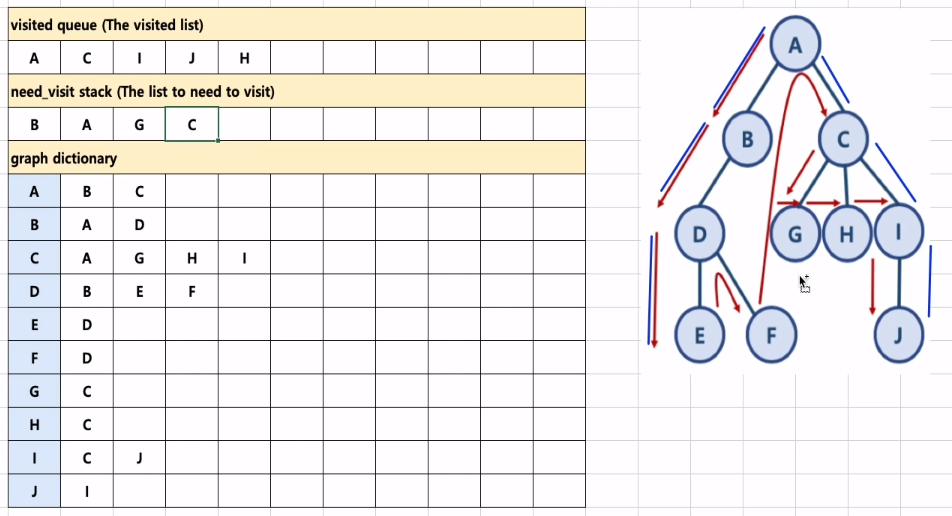 visited queue (The visited list)
A C I J H
need_visit stack (The list to need to visit)
B A G C
graph dictionary
A B C
B A D
C A G H I
D B E F
E D
F D
G C
H C
I C J
J I
A
B C
D G H I
E F J